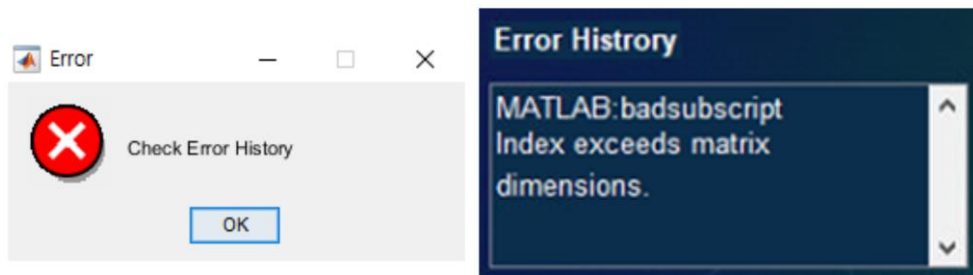 Error
Check Error History
OK
Error Histrory
MATLAB:badsubscript
Index exceeds matrix
dimensions.